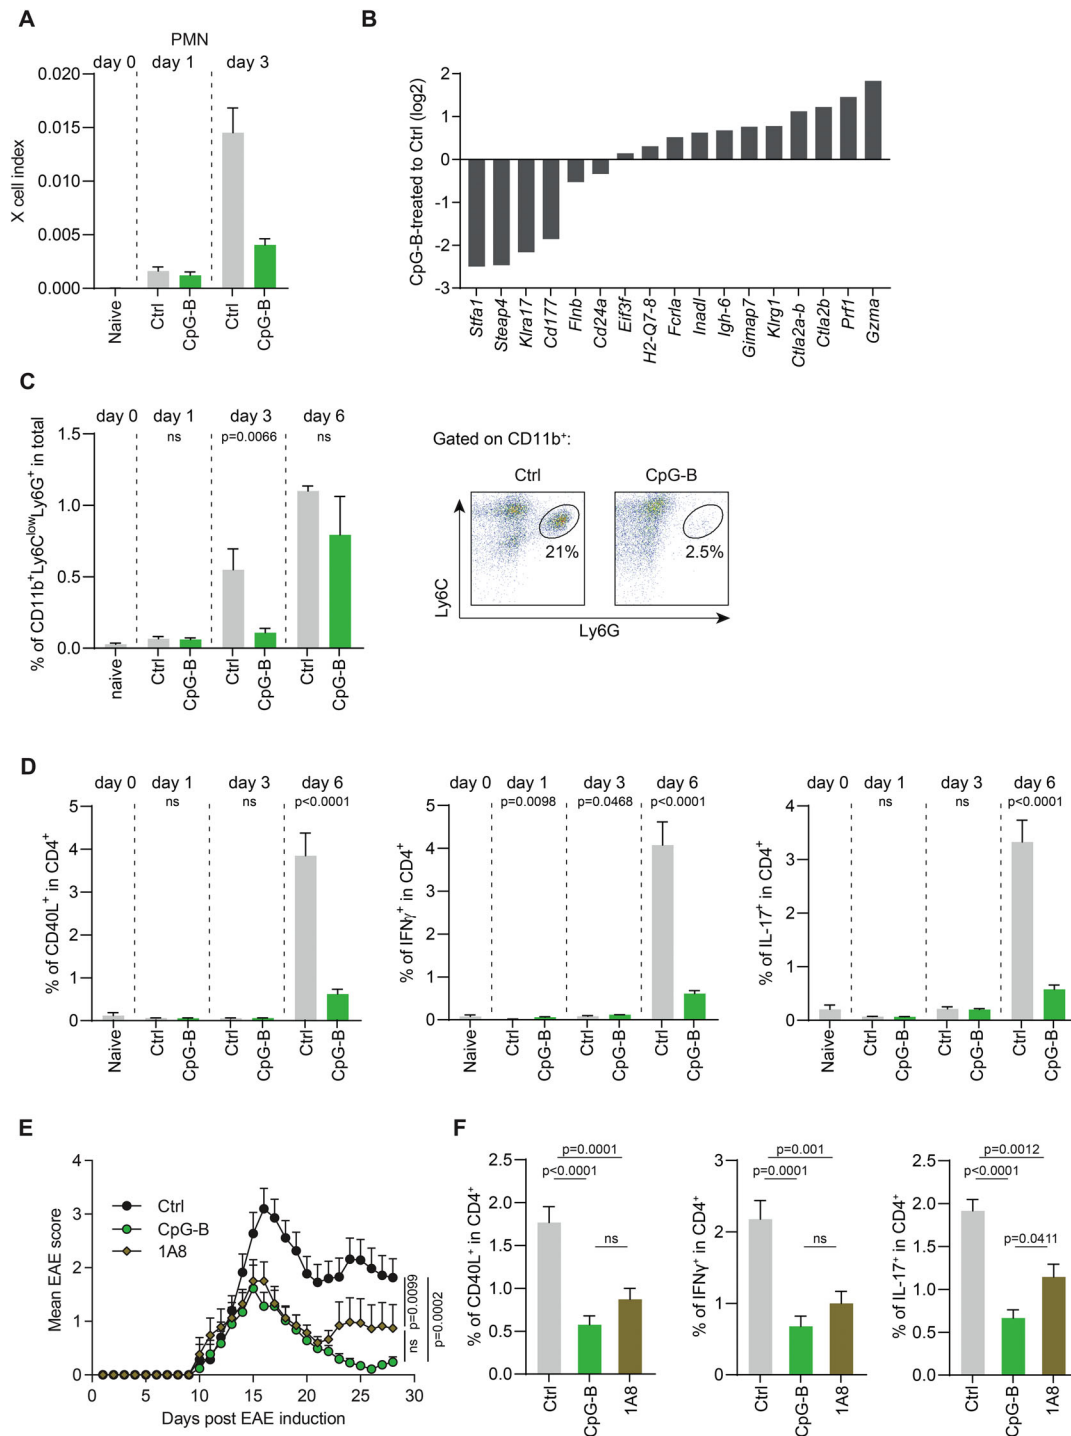 A
PMN
day 0 day 1 day 3
X cell index
0.020
0.015
0.010
0.005
0.000
Naive
Ctrl
CpG-B
Ctrl
CpG-B
B
CpG-B-treated to Ctrl (log2)
2
1
0
-1
-2
-3
Stfa1
Steap4
Klra17
Cd177
Flnb
Cd24a
Eif3f
H2-Q7-8
Fcrla
Inadl
Igh-6
Gimap7
Klrg1
Ctla2a-b
Ctla2b
Prf1
Gzma
C
day 0 day 1 day 3 day 6
ns p=0.0066 ns
% of CD11b⁺Ly6C^low Ly6G⁺ in total
1.5
1.0
0.5
0.0
naive
Ctrl
CpG-B
Ctrl
CpG-B
Ctrl
CpG-B
Gated on CD11b⁺:
Ctrl CpG-B
21% 2.5%
Ly6C
Ly6G
D
day 0 day 1 day 3 day 6
ns ns p<0.0001
% of CD40L⁺ in CD4⁺
5
4
3
2
1
0
Naive
Ctrl
CpG-B
Ctrl
CpG-B
Ctrl
CpG-B
day 0 day 1 day 3 day 6
p=0.0098 p=0.0468 p<0.0001
% of IFNγ⁺ in CD4⁺
5
4
3
2
1
0
Naive
Ctrl
CpG-B
Ctrl
CpG-B
Ctrl
CpG-B
day 0 day 1 day 3 day 6
ns ns p<0.0001
% of IL-17⁺ in CD4⁺
4
3
2
1
0
Naive
Ctrl
CpG-B
Ctrl
CpG-B
Ctrl
CpG-B
E
Mean EAE score
4
3
2
1
0
Ctrl
CpG-B
1A8
ns p=0.0099
p=0.0002
0 5 10 15 20 25 30
Days post EAE induction
F
p=0.0001
p<0.0001
ns
% of CD40L⁺ in CD4⁺
2.5
2.0
1.5
1.0
0.5
0.0
Ctrl
CpG-B
1A8
p=0.001
p=0.0001
ns
% of IFNγ⁺ in CD4⁺
3
2
1
0
Ctrl
CpG-B
1A8
p=0.0012
p<0.0001
p=0.0411
% of IL-17⁺ in CD4⁺
2.5
2.0
1.5
1.0
0.5
0.0
Ctrl
CpG-B
1A8